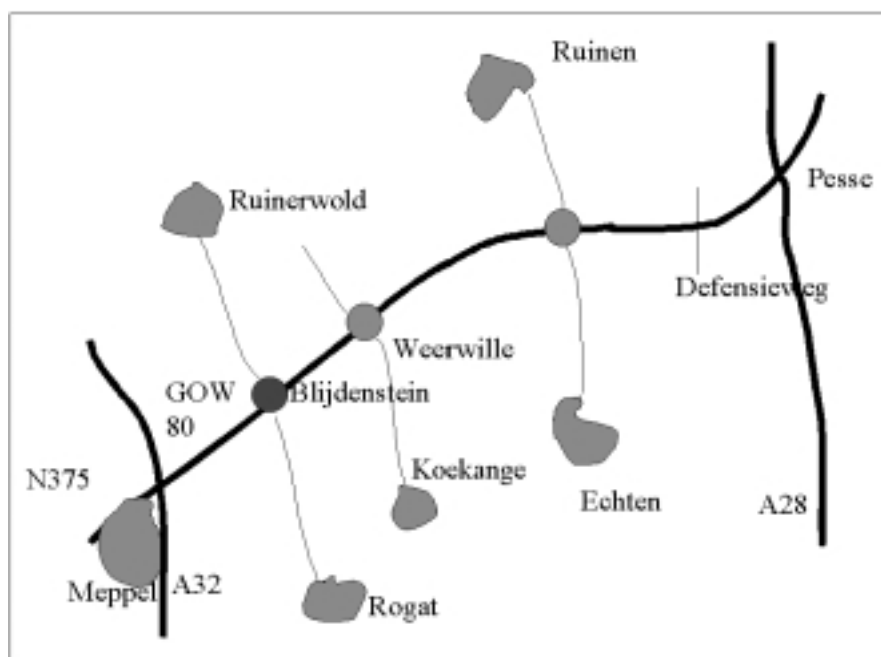 Ruinen
Pesse
Ruinerwold
Defensieweg
Weerwille
GOW
80
Blijdenstein
Koekange
N375
Echten
A28
Meppel
A32
Rogat